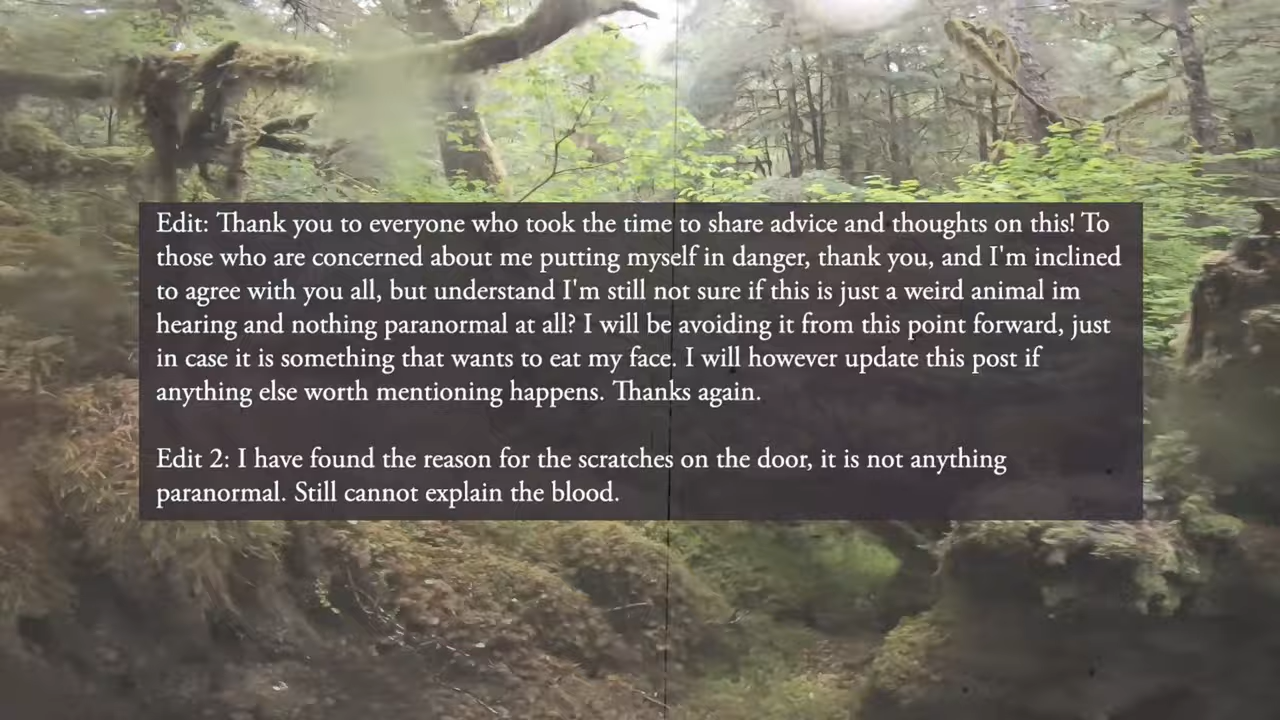 Edit: Thank you to everyone who took the time to share advice and thoughts on this! To
those who are concerned about me putting myself in danger, thank you, and I'm inclined
to agree with you all, but understand I'm still not sure if this is just a weird animal im
hearing and nothing paranormal at all? I will be avoiding it from this point forward, just
in case it is something that wants to eat my face. I will however update this post if
anything else worth mentioning happens. Thanks again.
Edit 2: I have found the reason for the scratches on the door, it is not anything
paranormal. Still cannot explain the blood.